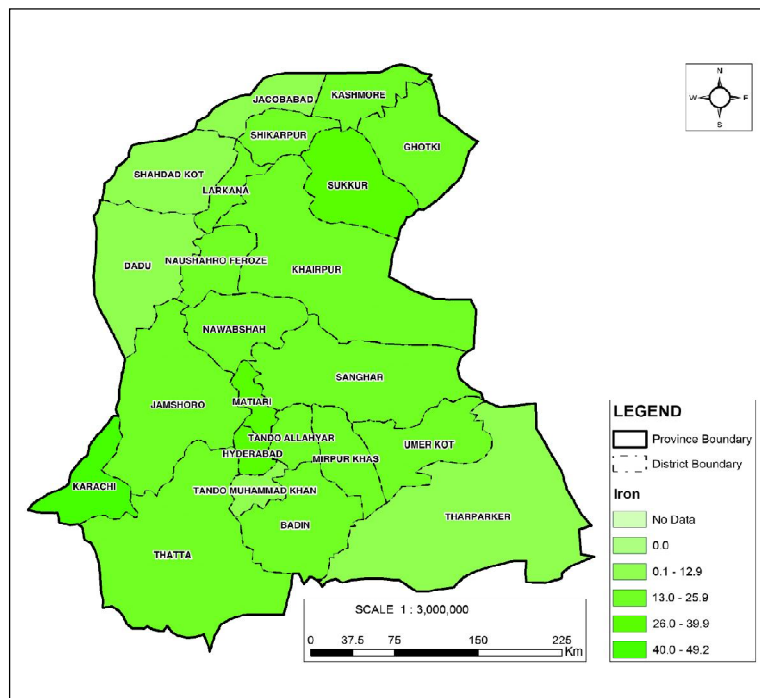 N
W E
S
JACOBABAD
KASHMORE
SHIKARPUR
GHOTKI
SHAHDAD KOT
LARKANA
SUKKUR
DADU
NAUSHAHRO FEROZE
KHAIRPUR
NAWABSHAH
SANGHAR
JAMSHORO
MATIARI
TANDO ALLAHYAR
UMER KOT
HYDERABAD
MIRPUR KHAS
KARACHI
TANDO MUHAMMAD KHAN
THARPARKER
BADIN
THATTA
LEGEND
Province Boundary
District Boundary
Iron
No Data
0.0
0.1 - 12.9
13.0 - 25.9
26.0 - 39.9
40.0 - 49.2
SCALE 1 : 3,000,000
0 37.5 75 150 225
Km